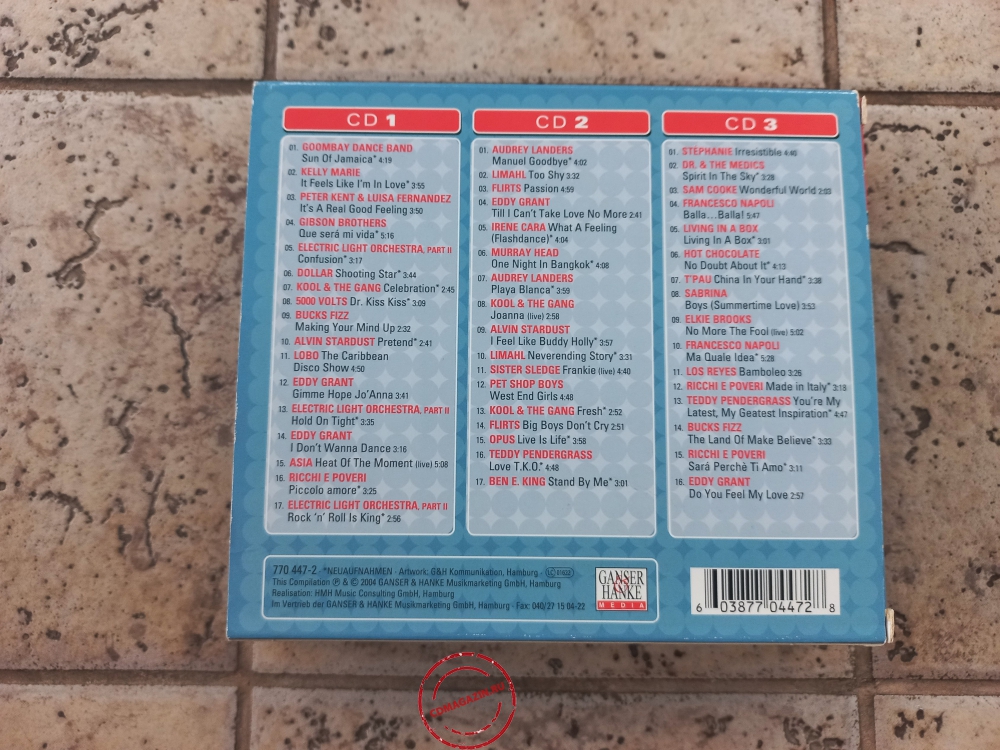 CD 1
01. GOOMBAY DANCE BAND
Sun Of Jamaica* 4:19
02. KELLY MARIE
It Feels Like I'm In Love* 3:55
03. PETER KENT & LUISA FERNANDEZ
It's A Real Good Feeling 3:50
04. GIBSON BROTHERS
Que será mi vida* 5:16
05. ELECTRIC LIGHT ORCHESTRA, PART II
Confusion* 3:17
06. DOLLAR Shooting Star* 3:44
07. KOOL & THE GANG Celebration* 2:45
08. 5000 VOLTS Dr. Kiss Kiss* 3:09
09. BUCKS FIZZ
Making Your Mind Up 2:32
10. ALVIN STARDUST Pretend* 2:41
11. LOBO The Caribbean
Disco Show 4:50
12. EDDY GRANT
Gimme Hope Jo'Anna 3:41
13. ELECTRIC LIGHT ORCHESTRA, PART II
Hold On Tight* 3:35
14. EDDY GRANT
I Don't Wanna Dance 3:16
15. ASIA Heat Of The Moment (live) 5:08
16. RICCHI E POVERI
Piccolo amore* 3:25
17. ELECTRIC LIGHT ORCHESTRA, PART II
Rock 'n' Roll Is King* 2:56
CD 2
01. AUDREY LANDERS
Manuel Goodbye* 4:02
02. LIMAHL Too Shy 3:32
03. FLIRTS Passion 4:59
04. EDDY GRANT
Till I Can't Take Love No More 2:41
05. IRENE CARA What A Feeling
(Flashdance)* 4:04
06. MURRAY HEAD
One Night In Bangkok* 4:08
07. AUDREY LANDERS
Playa Blanca* 3:59
08. KOOL & THE GANG
Joanna (live) 2:58
09. ALVIN STARDUST
I Feel Like Buddy Holly* 3:57
10. LIMAHL Neverending Story* 3:31
11. SISTER SLEDGE Frankie (live) 4:40
12. PET SHOP BOYS
West End Girls 4:48
13. KOOL & THE GANG Fresh* 2:52
14. FLIRTS Big Boys Don't Cry 2:51
15. OPUS Live Is Life* 3:58
16. TEDDY PENDERGRASS
Love T.K.O.* 4:48
17. BEN E. KING Stand By Me* 3:01
CD 3
01. STEPHANIE Irresistible 4:40
02. DR. & THE MEDICS
Spirit In The Sky* 3:28
03. SAM COOKE Wonderful World 2:03
04. FRANCESCO NAPOLI
Balla...Balla! 5:47
05. LIVING IN A BOX
Living In A Box* 3:01
06. HOT CHOCOLATE
No Doubt About It* 4:13
07. T'PAU China In Your Hand* 3:38
08. SABRINA
Boys (Summertime Love) 3:53
09. ELKIE BROOKS
No More The Fool (live) 5:02
10. FRANCESCO NAPOLI
Ma Quale Idea* 5:28
11. LOS REYES Bamboleo 3:26
12. RICCHI E POVERI Made in Italy* 3:18
13. TEDDY PENDERGRASS You're My
Latest, My Geatest Inspiration* 4:47
14. BUCKS FIZZ
The Land Of Make Believe* 3:33
15. RICCHI E POVERI
Sará Perchè Ti Amo* 3:11
16. EDDY GRANT
Do You Feel My Love 2:57
770 447-2 *NEUAUFNAHMEN · Artwork: G&H Kommunikation, Hamburg · LC 01632
This Compilation ℗ & © 2004 GANSER & HANKE Musikmarketing GmbH, Hamburg
Realisation: HMH Music Consulting GmbH, Hamburg
Im Vertrieb der GANSER & HANKE Musikmarketing GmbH, Hamburg · Fax: 040/27 15 04-22
GANSER
&
HANKE
MEDIA
6 03877 04472 8